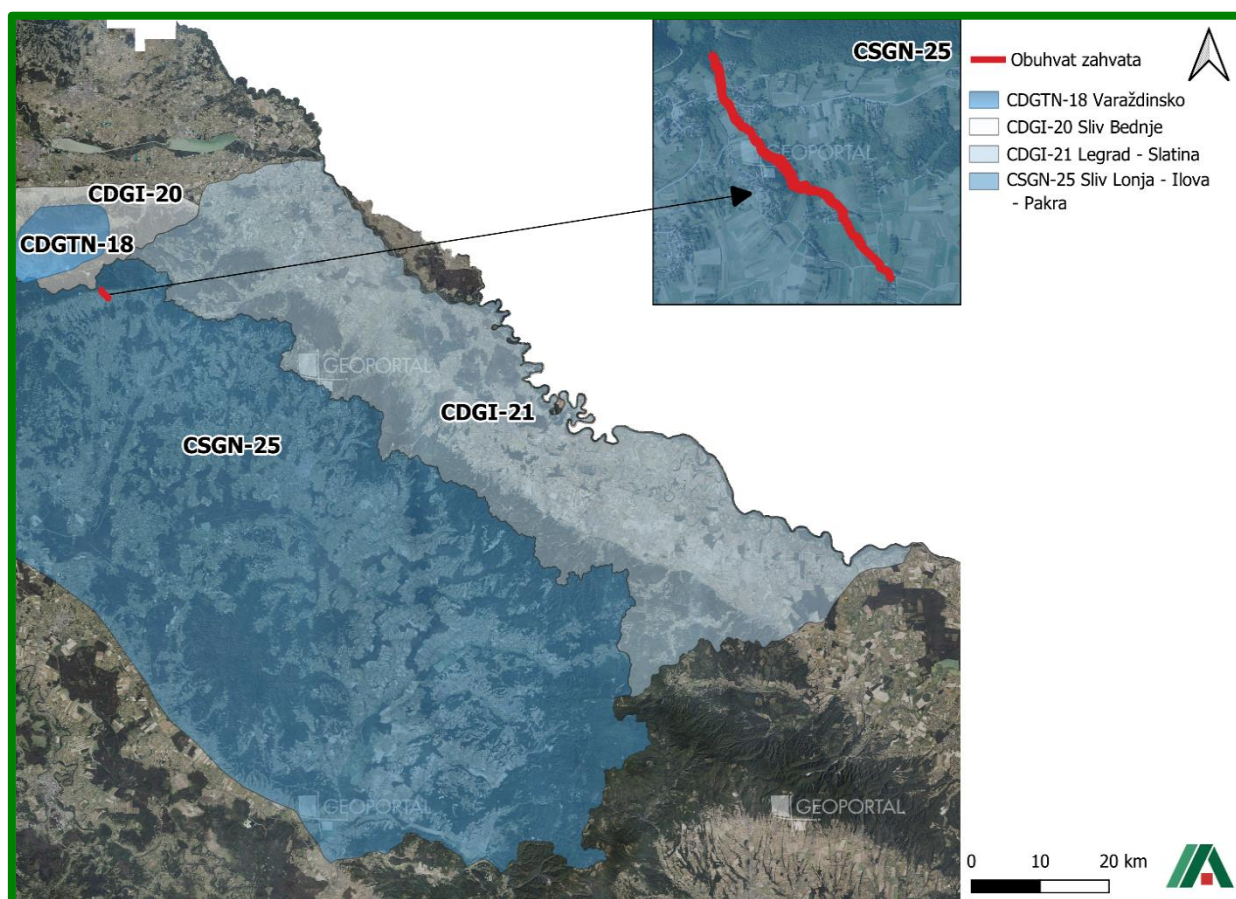 CSGN-25
Obuhvat zahvata
CDGTN-18 Varaždinsko
CDGI-20 Sliv Bednje
CDGI-21 Legrad - Slatina
CSGN-25 Sliv Lonja - Ilova
- Pakra
GEOPORTAL
CDGI-20
CDGTN-18
GEOPORTAL
CDGI-21
CSGN-25
GEOPORTAL
GEOPORTAL
0 10 20 km